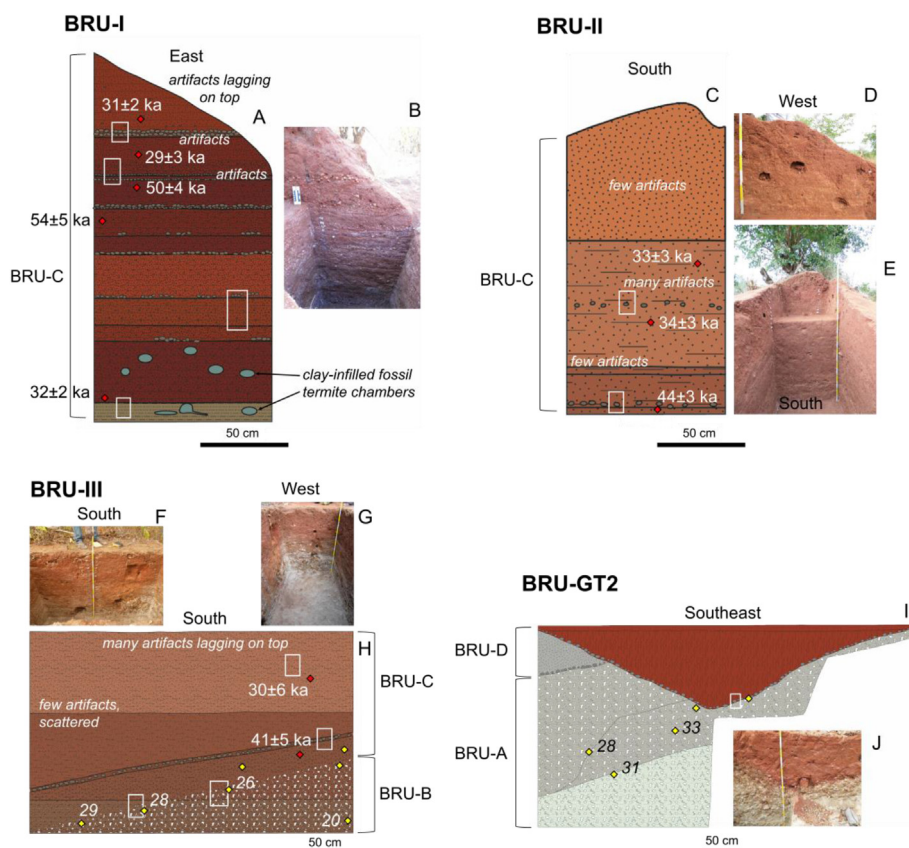 BRU-I
East
artifacts lagging
on top
A
B
31±2 ka
artifacts
29±3 ka
artifacts
50±4 ka
54±5 ka
BRU-C
clay-infilled fossil
termite chambers
32±2 ka
50 cm
BRU-II
South
C
West
D
few artifacts
33±3 ka
many artifacts
BRU-C
34±3 ka
few artifacts
44±3 ka
E
South
50 cm
BRU-III
South
F
West
G
South
H
many artifacts lagging on top
30±6 ka
BRU-C
few artifacts,
scattered
41±5 ka
26
28
29
20
BRU-B
50 cm
BRU-GT2
Southeast
I
BRU-D
BRU-A
33
28
31
J
50 cm